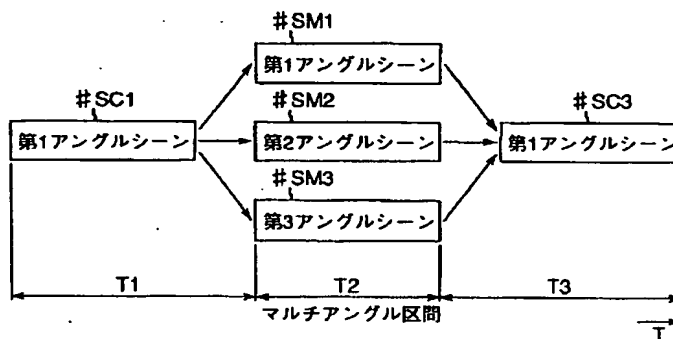 #SM1
第1アングルシーン
#SC1
#SM2
#SC3
第1アングルシーン
第2アングルシーン
第1アングルシーン
#SM3
第3アングルシーン
T1
T2
T3
マルチアングル区間
T